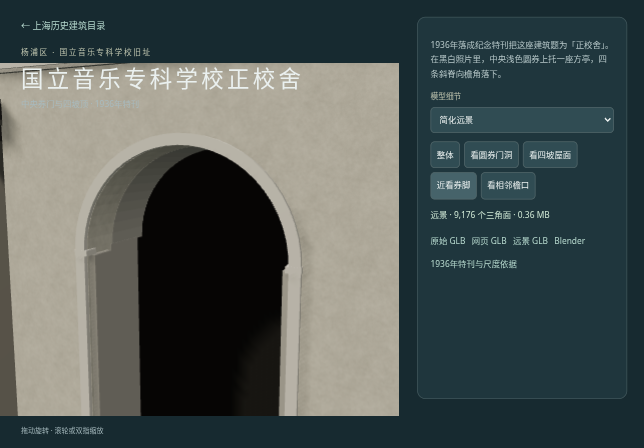 ← 上海历史建筑目录
杨浦区 · 国立音乐专科学校旧址
国立音乐专科学校正校舍
1936年落成纪念特刊把这座建筑题为「正校舍」。
在黑白照片里，中央浅色圆券上托一座方亭，四
条斜脊向檐角落下。
模型细节
简化远景
整体
看圆券门洞
看四坡屋面
近看券脚
看相邻檐口
远景 · 9,176 个三角面 · 0.36 MB
原始 GLB 网页 GLB 远景 GLB Blender
1936年特刊与尺度依据
拖动旋转 · 滚轮或双指缩放